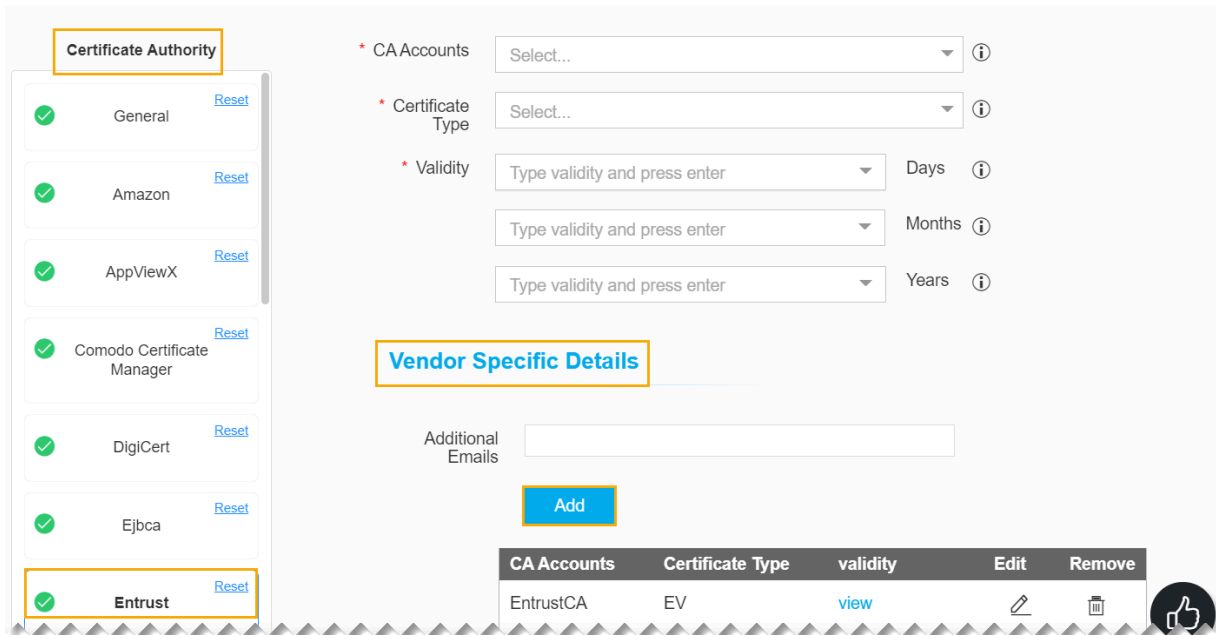 Certificate Authority
Reset
General
Reset
Amazon
Reset
AppViewX
Reset
Comodo Certificate
Manager
Reset
DigiCert
Reset
Ejbca
Reset
Entrust
* CA Accounts Select...
* Certificate
Type Select...
* Validity Type validity and press enter Days
Type validity and press enter Months
Type validity and press enter Years
Vendor Specific Details
Additional
Emails
Add
CA Accounts Certificate Type validity Edit Remove
EntrustCA EV view